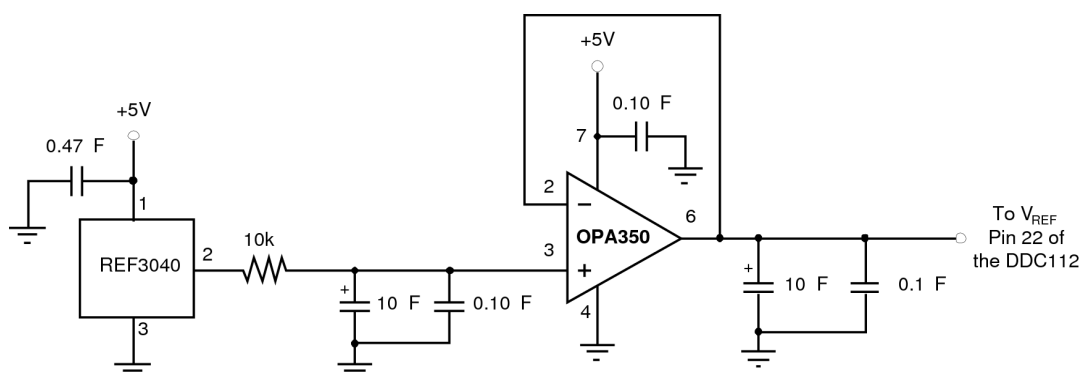 +5V
0.10 F
7
+5V
0.47 F
1
2
REF3040
10k
2
3
6
OPA350
−
+
To VREF
Pin 22 of
the DDC112
+
10 F
0.10 F
4
+
10 F
0.1 F
3